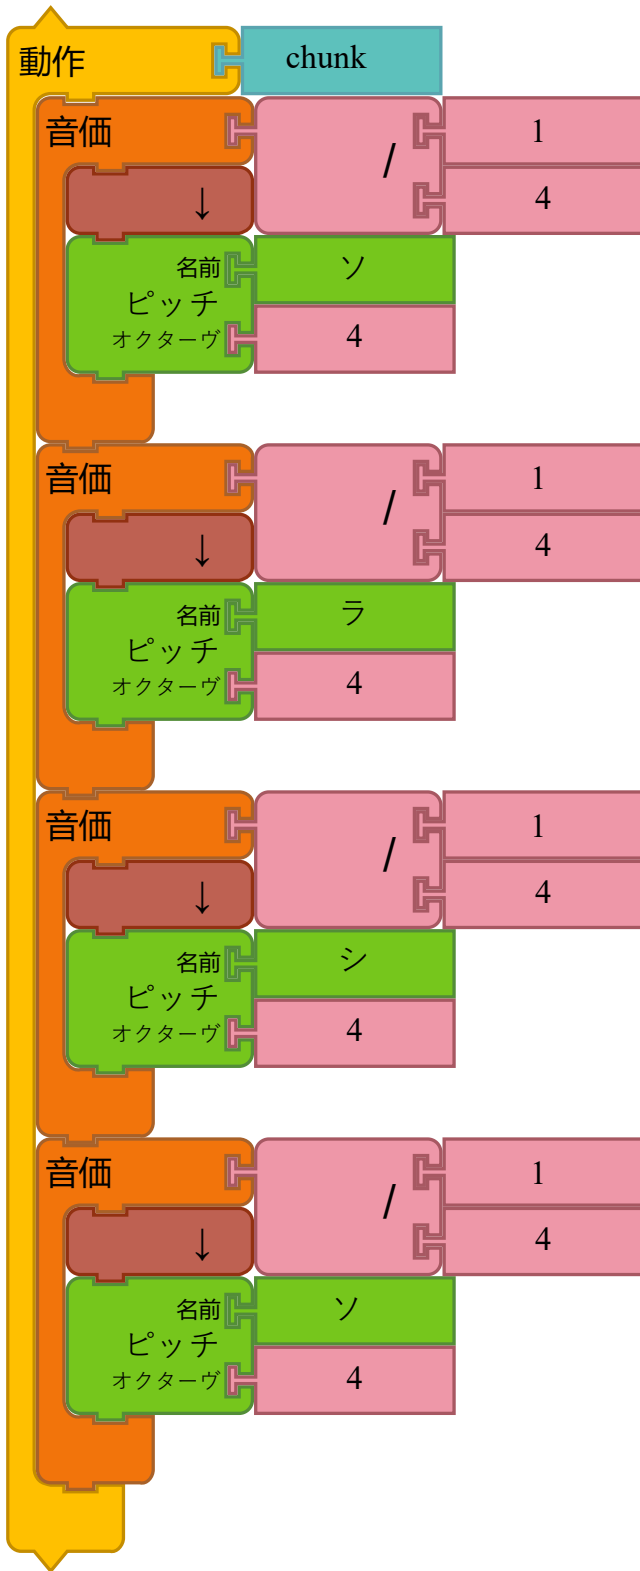 動作 chunk
音価 / 1
↓ 4
名前 ソ
ピッチ
オクターヴ 4
音価 / 1
↓ 4
名前 ラ
ピッチ
オクターヴ 4
音価 / 1
↓ 4
名前 シ
ピッチ
オクターヴ 4
音価 / 1
↓ 4
名前 ソ
ピッチ
オクターヴ 4